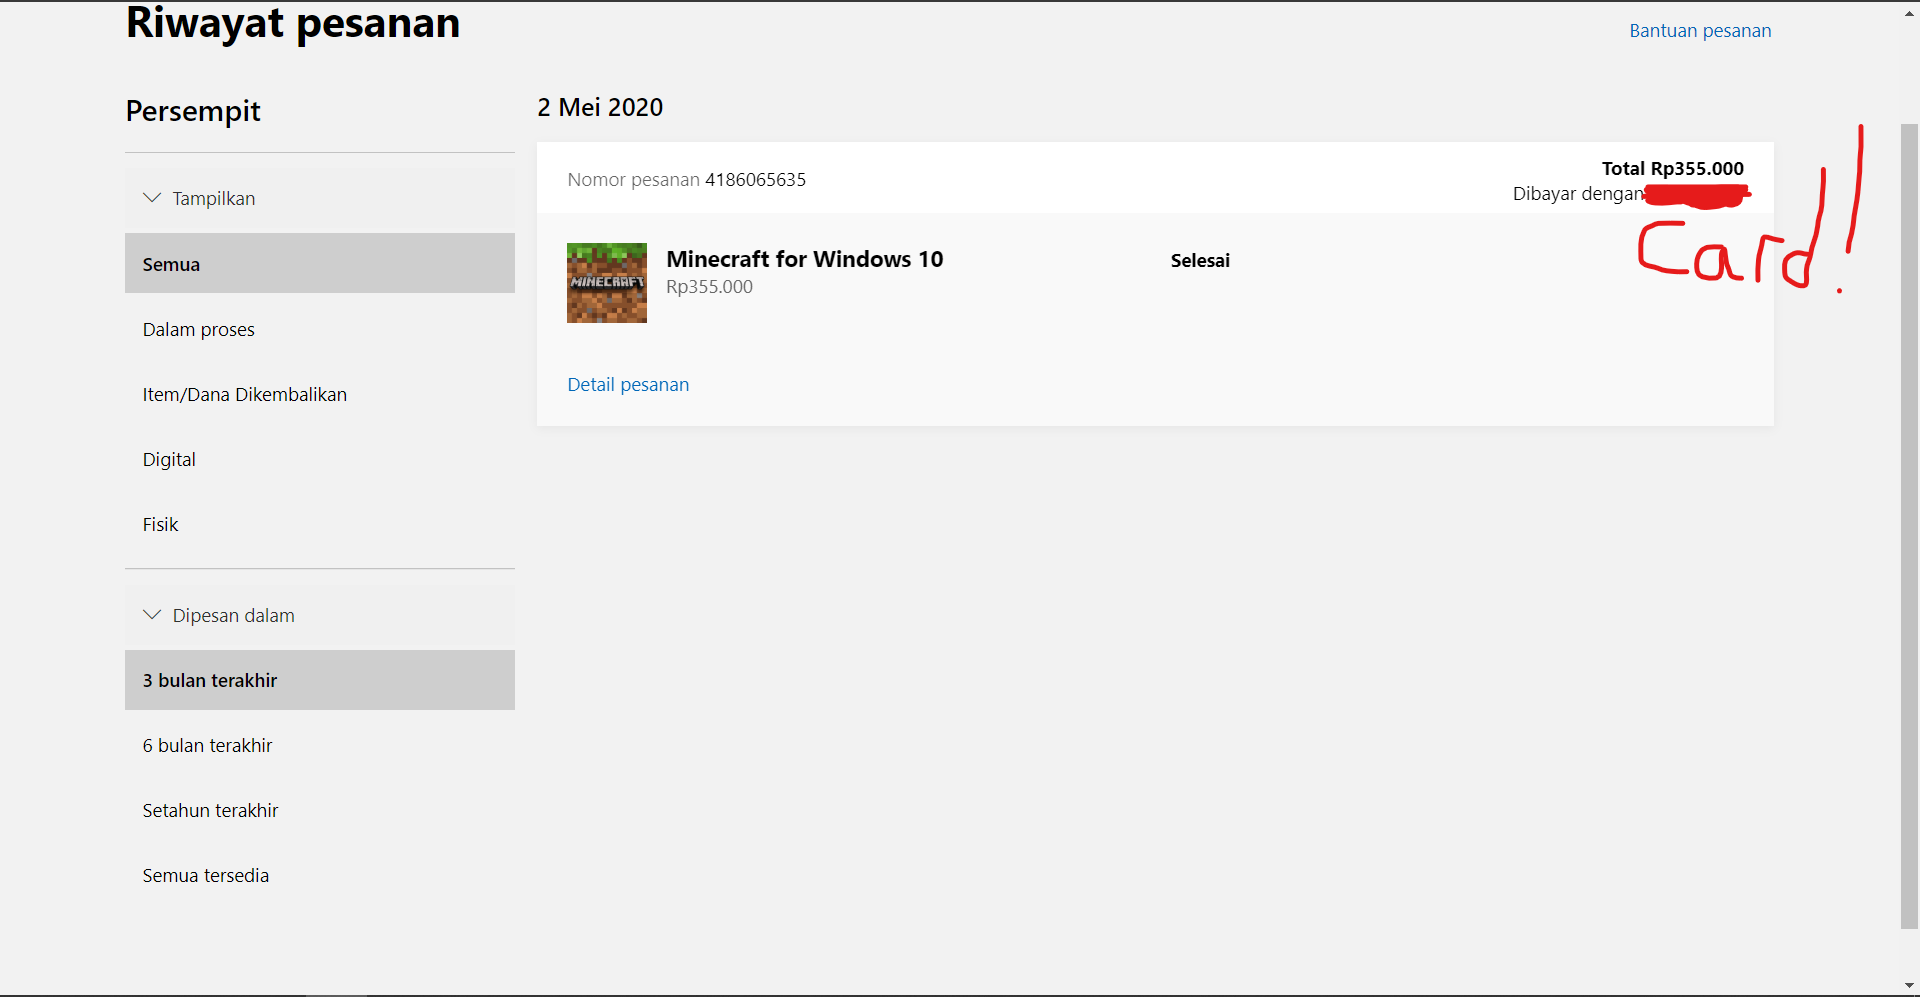 Riwayat pesanan
Bantuan pesanan
Persempit
Tampilkan
Semua
Dalam proses
Item/Dana Dikembalikan
Digital
Fisik
Dipesan dalam
3 bulan terakhir
6 bulan terakhir
Setahun terakhir
Semua tersedia
2 Mei 2020
Nomor pesanan 4186065635
Total Rp355.000
Dibayar dengan
Card!!
MINECRAFT
Minecraft for Windows 10
Rp355.000
Selesai
Detail pesanan